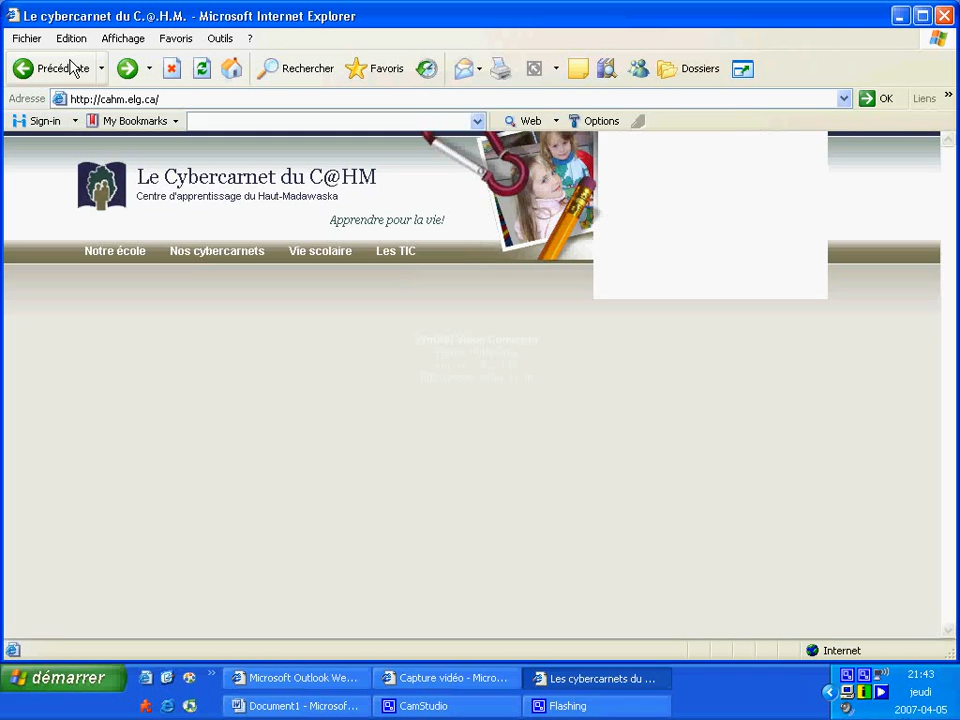 Le cybercarnet du C.@.H.M. - Microsoft Internet Explorer
Fichier Edition Affichage Favoris Outils ?
Rechercher Favoris Dossiers
Adresse http://cahm.elg.ca/ OK Liens »
Sign-in My Bookmarks Web Options
Le Cybercarnet du C@HM
Centre d'apprentissage du Haut-Madawaska
Apprendre pour la vie!
Notre école Nos cybercarnets Vie scolaire Les TIC
Internet
démarrer » Microsoft Outlook We... Capture vidéo - Micro... Les cybercarnets du ... 21:43
jeudi
Document1 - Microsof... CamStudio Flashing 2007-04-05